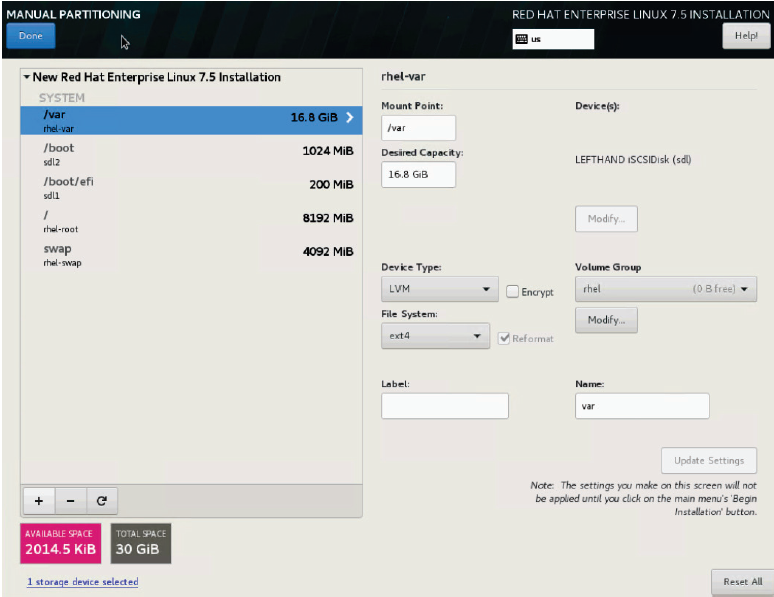 MANUAL PARTITIONING
RED HAT ENTERPRISE LINUX 7.5 INSTALLATION
Done
us
Help!
New Red Hat Enterprise Linux 7.5 Installation
SYSTEM
/var
rhel-var
16.8 GiB
/boot
sdl2
1024 MiB
/boot/efi
sdl1
200 MiB
/
rhel-root
8192 MiB
swap
rhel-swap
4092 MiB
+
-
AVAILABLE SPACE
2014.5 KiB
TOTAL SPACE
30 GiB
1 storage device selected
rhel-var
Mount Point:
/var
Desired Capacity:
16.8 GiB
Device(s):
LEFTHAND iSCSIDisk (sdl)
Modify...
Device Type:
LVM
Encrypt
Volume Group
rhel (0 B free)
File System:
ext4
Reformat
Modify...
Label:
Name:
var
Update Settings
Note: The settings you make on this screen will not
be applied until you click on the main menu's 'Begin
Installation' button.
Reset All